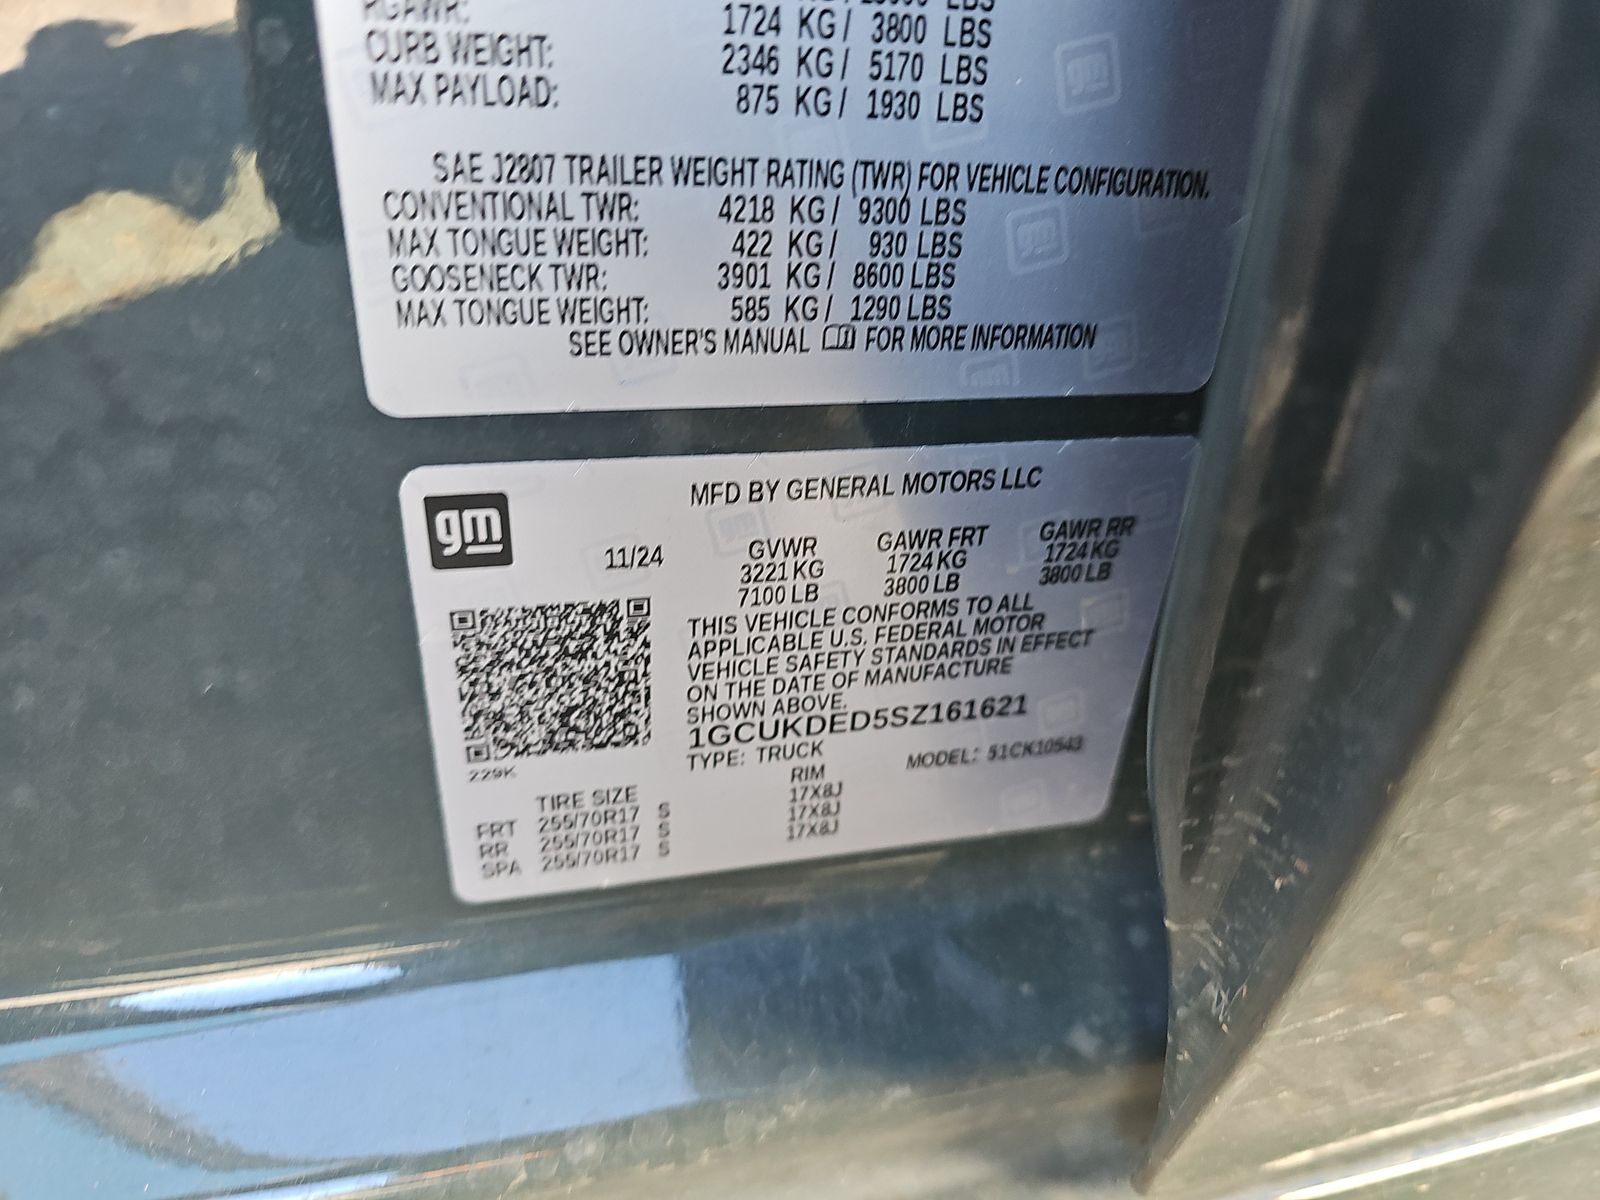 RGAWR: 1724 KG / 3800 LBS
CURB WEIGHT: 2346 KG / 5170 LBS
MAX PAYLOAD: 875 KG / 1930 LBS
SAE J2807 TRAILER WEIGHT RATING (TWR) FOR VEHICLE CONFIGURATION.
CONVENTIONAL TWR: 4218 KG / 9300 LBS
MAX TONGUE WEIGHT: 422 KG / 930 LBS
GOOSENECK TWR: 3901 KG / 8600 LBS
MAX TONGUE WEIGHT: 585 KG / 1290 LBS
SEE OWNER'S MANUAL FOR MORE INFORMATION
gm
MFD BY GENERAL MOTORS LLC
11/24 GVWR GAWR FRT GAWR RR
3221 KG 1724 KG 1724 KG
7100 LB 3800 LB 3800 LB
THIS VEHICLE CONFORMS TO ALL
APPLICABLE U.S. FEDERAL MOTOR
VEHICLE SAFETY STANDARDS IN EFFECT
ON THE DATE OF MANUFACTURE
SHOWN ABOVE.
1GCUKDED5SZ161621
TYPE: TRUCK MODEL: 51CK10543
229K
TIRE SIZE RIM
FRT 255/70R17 S 17X8J
RR 255/70R17 S 17X8J
SPA 255/70R17 S 17X8J